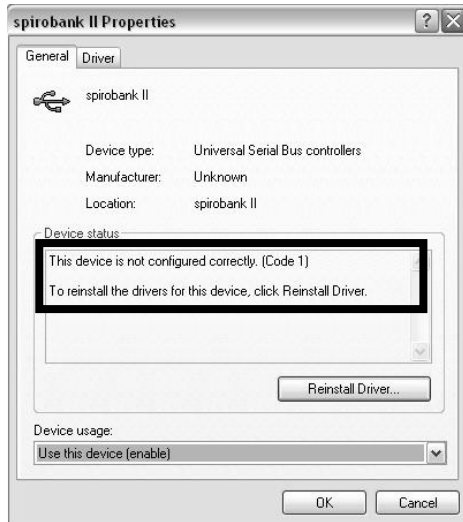 spirobank II Properties
General Driver
spirobank II
Device type: Universal Serial Bus controllers
Manufacturer: Unknown
Location: spirobank II
Device status
This device is not configured correctly. (Code 1)
To reinstall the drivers for this device, click Reinstall Driver.
Reinstall Driver...
Device usage:
Use this device (enable)
OK Cancel